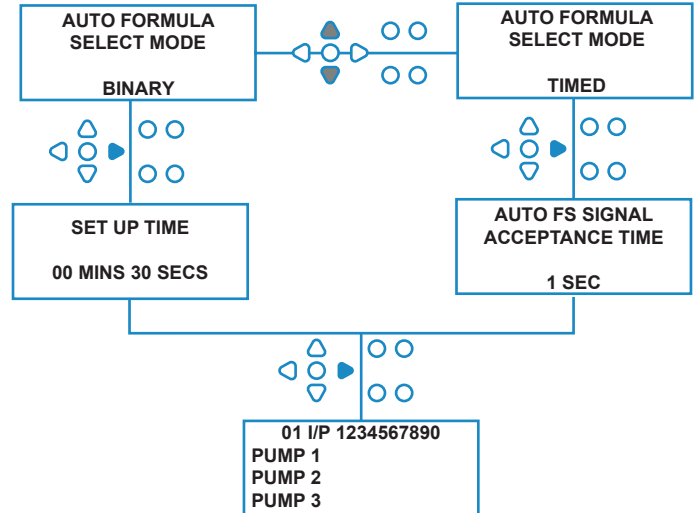 AUTO FORMULA
SELECT MODE
BINARY
AUTO FORMULA
SELECT MODE
TIMED
SET UP TIME
00 MINS 30 SECS
AUTO FS SIGNAL
ACCEPTANCE TIME
1 SEC
01 I/P 1234567890
PUMP 1
PUMP 2
PUMP 3